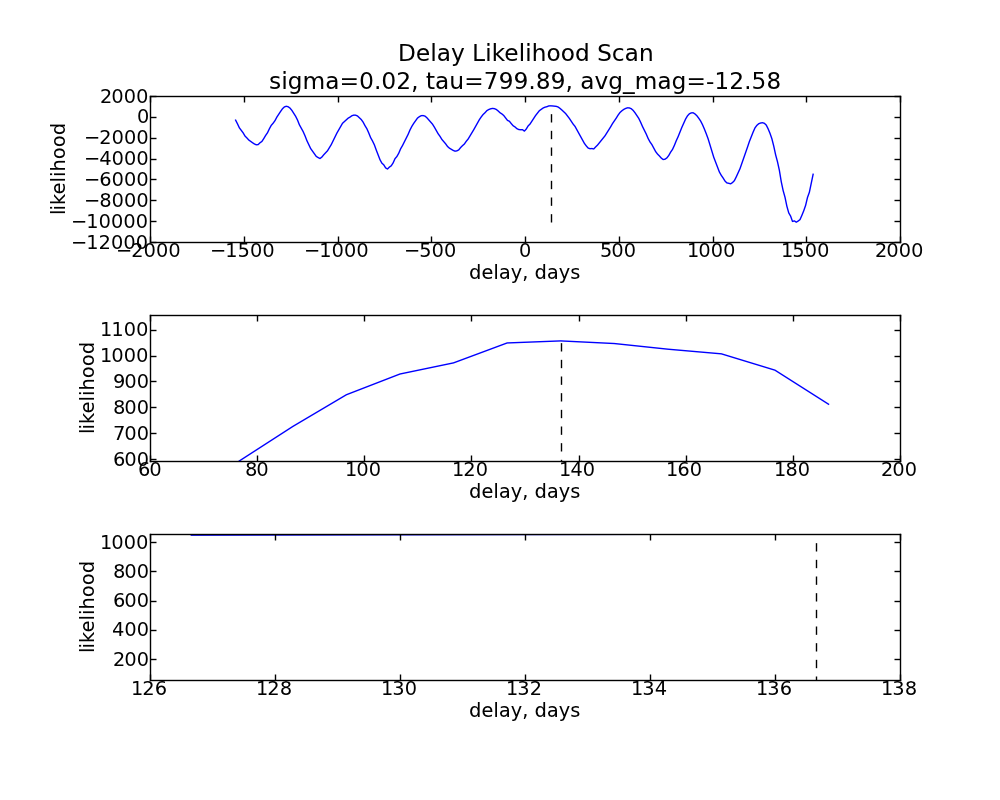 Delay Likelihood Scan
sigma=0.02, tau=799.89, avg_mag=-12.58
2000
0
−2000
−4000
−6000
−8000
−10000
−12000
likelihood
−2000 −1500 −1000 −500 0 500 1000 1500 2000
delay, days
1100
1000
900
800
700
600
likelihood
60 80 100 120 140 160 180 200
delay, days
1000
800
600
400
200
likelihood
126 128 130 132 134 136 138
delay, days